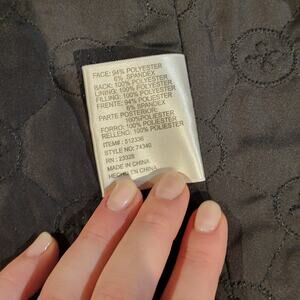 FACE: 94% POLYESTER
6% SPANDEX
BACK: 100% POLYESTER
LINING: 100% POLYESTER
FILLING: 100% POLYESTER
FRENTE: 94% POLIESTER
6% SPANDEX
PARTE POSTERIOR:
100%POLIESTER
FORRO: 100% POLIESTER
RELLENO: 100% POLIESTER
ITEM# : 512336
STYLE NO: 74340
RN : 23028
MADE IN CHINA
HECHO EN CHINA